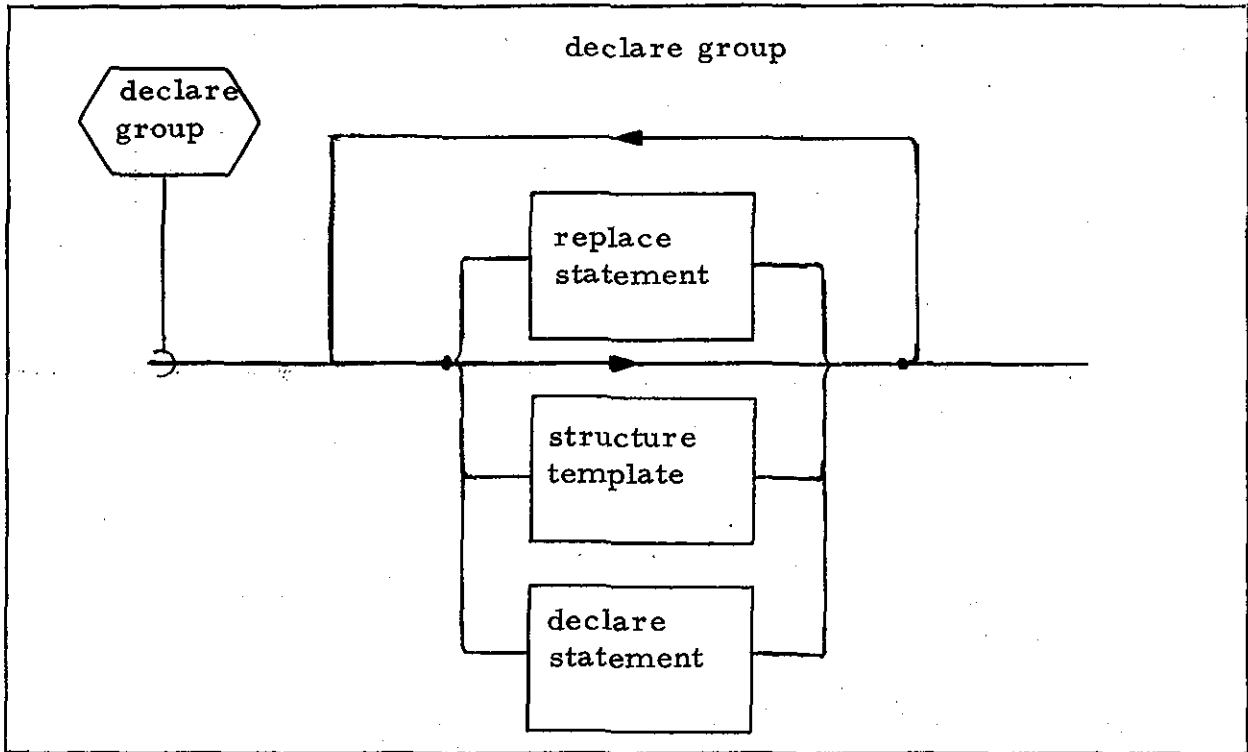 declare group
declare
group
replace
statement
structure
template
declare
statement